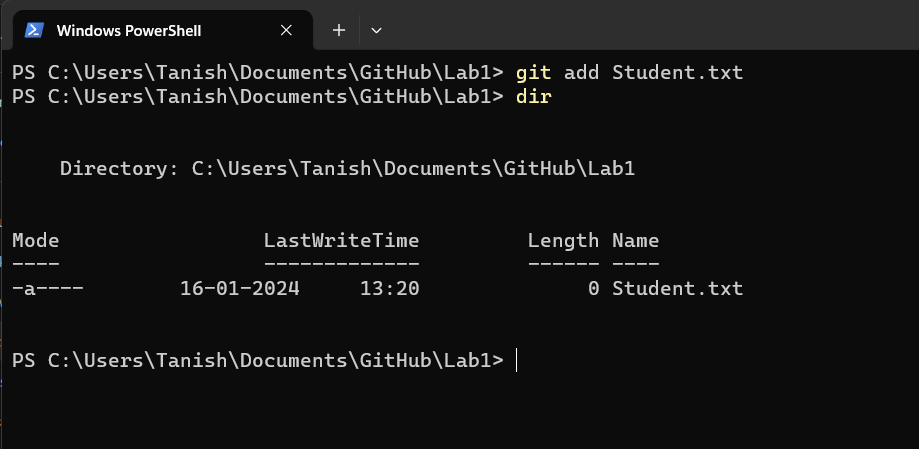 Windows PowerShell
PS C:\Users\Tanish\Documents\GitHub\Lab1> git add Student.txt
PS C:\Users\Tanish\Documents\GitHub\Lab1> dir
Directory: C:\Users\Tanish\Documents\GitHub\Lab1
Mode LastWriteTime Length Name
---- ------------- ------ ----
-a---- 16-01-2024 13:20 0 Student.txt
PS C:\Users\Tanish\Documents\GitHub\Lab1>